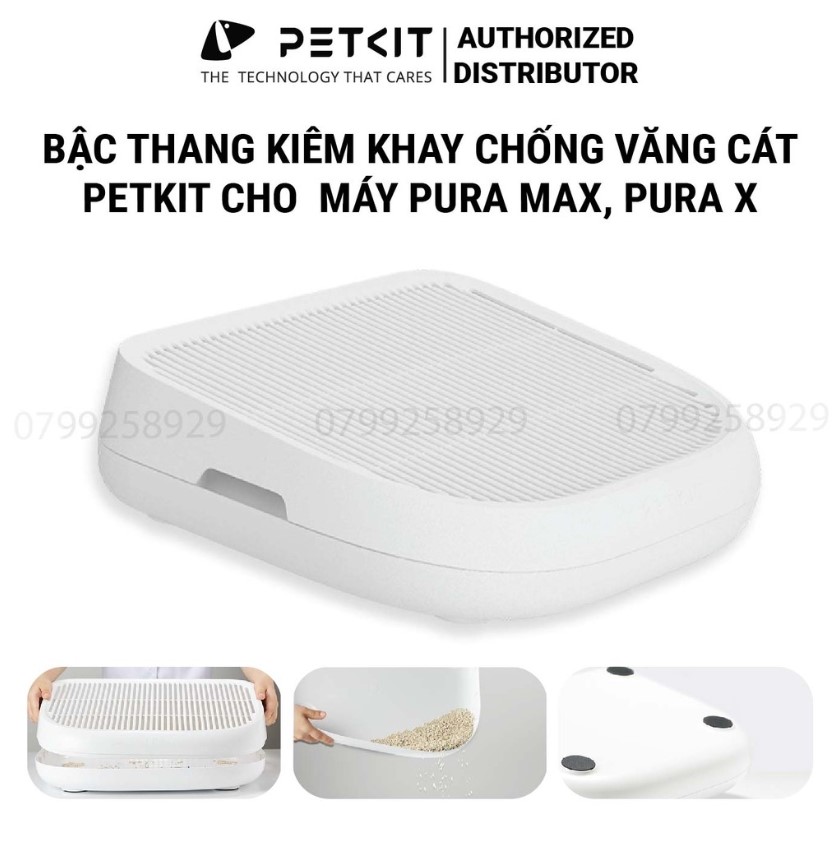 PETKIT
THE TECHNOLOGY THAT CARES
AUTHORIZED
DISTRIBUTOR
BẬC THANG KIÊM KHAY CHỐNG VĂNG CÁT
PETKIT CHO MÁY PURA MAX, PURA X
0799258929 0799258929 0799258929